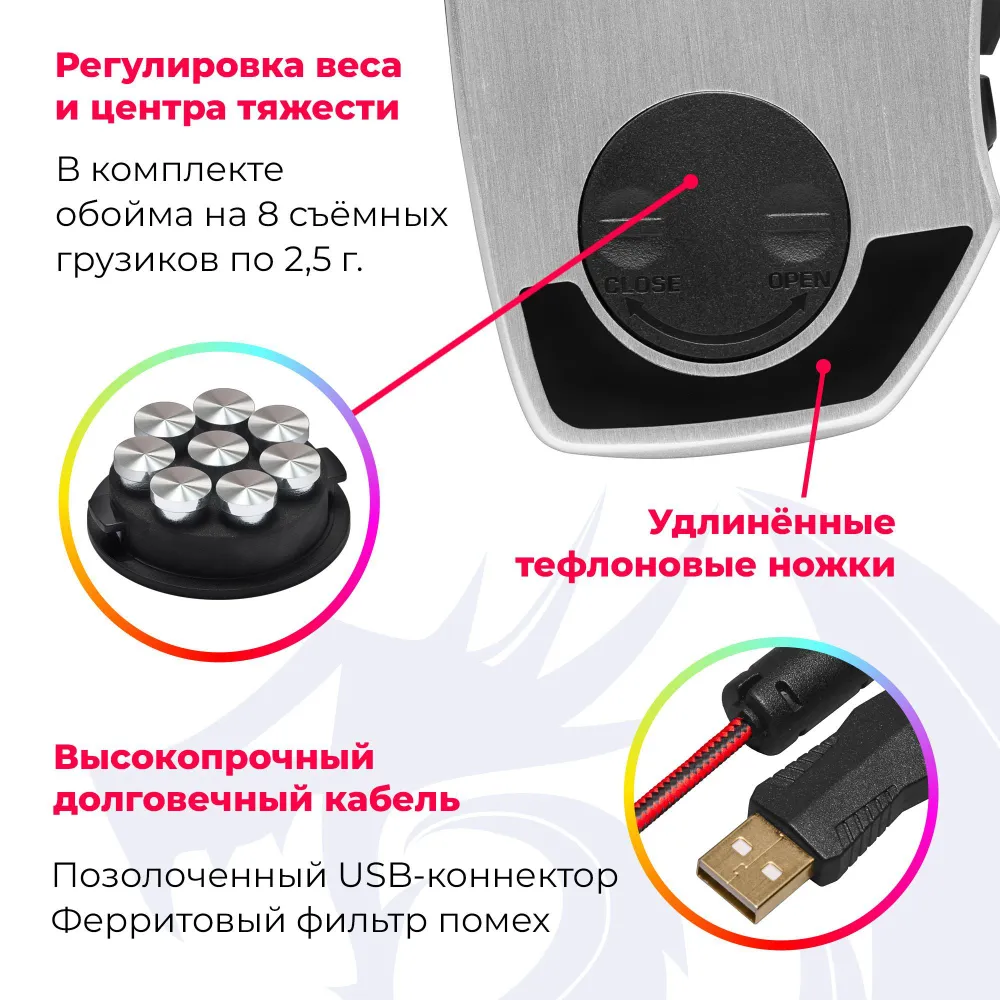 Регулировка веса
и центра тяжести
В комплекте
обойма на 8 съёмных
грузиков по 2,5 г.
CLOSE
OPEN
Удлинённые
тефлоновые ножки
Высокопрочный
долговечный кабель
Позолоченный USB-коннектор
Ферритовый фильтр помех